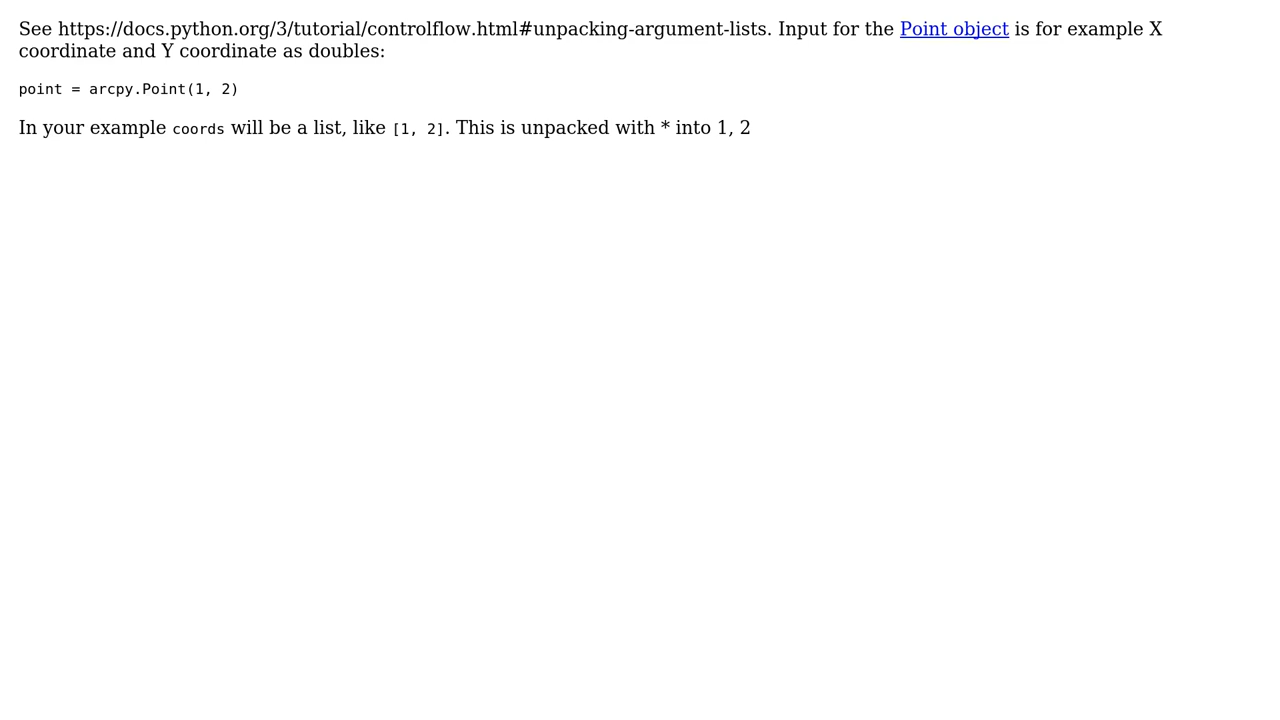 See https://docs.python.org/3/tutorial/controlflow.html#unpacking-argument-lists. Input for the Point object is for example X
coordinate and Y coordinate as doubles:
point = arcpy.Point(1, 2)
In your example coords will be a list, like [1, 2]. This is unpacked with * into 1, 2